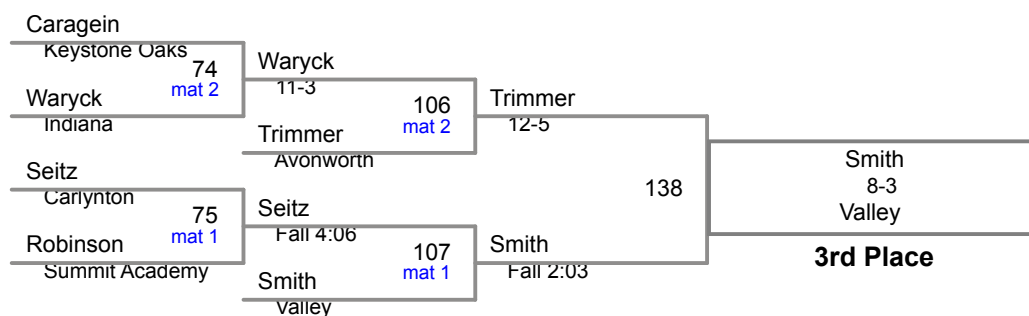 Caragein
Keystone Oaks
74
mat 2
Waryck
11-3
Waryck
Indiana
106
mat 2
Trimmer
12-5
Trimmer
Avonworth
Seitz
Carlynton
75
mat 1
Seitz
Fall 4:06
Robinson
Summit Academy
107
mat 1
Smith
Fall 2:03
Smith
Valley
138
Smith
8-3
Valley
3rd Place